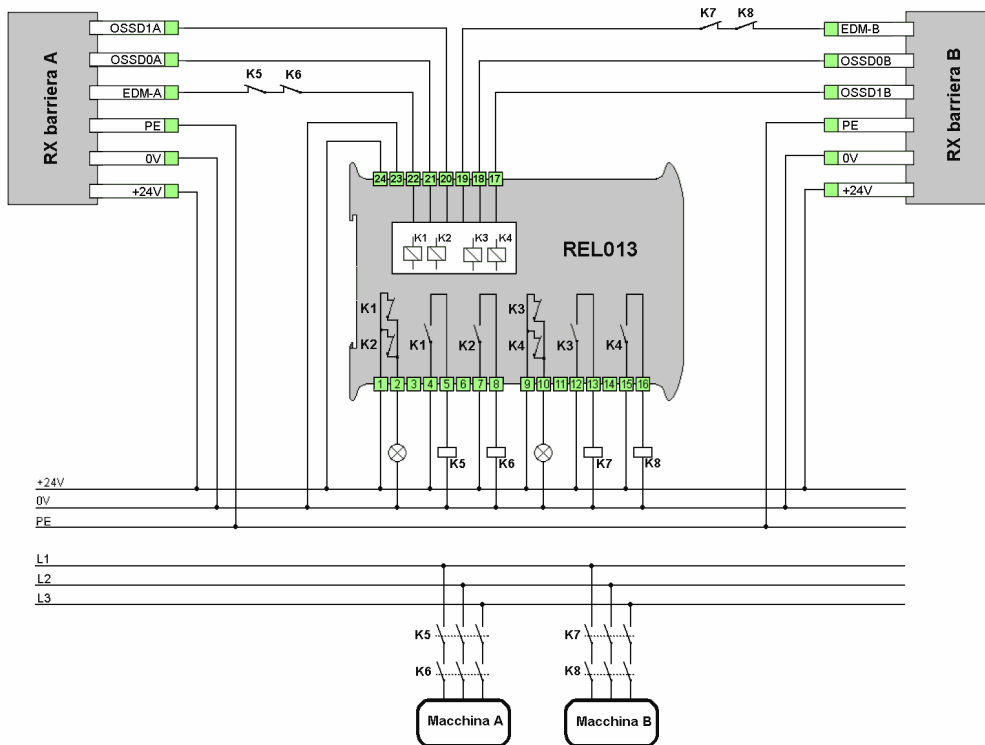 RX barriera A
OSSD1A
OSSD0A
EDM-A
PE
0V
+24V
K5 K6
K7 K8
EDM-B
OSSD0B
OSSD1B
PE
0V
+24V
RX barriera B
24 23 22 21 20 19 18 17
K1 K2 K3 K4
REL013
K1
K2
K1
K2
K3
K4
K3
K4
1 2 3 4 5 6 7 8 9 10 11 12 13 14 15 16
K5 K6 K7 K8
+24V
0V
PE
L1
L2
L3
K5
K6
K7
K8
Macchina A
Macchina B